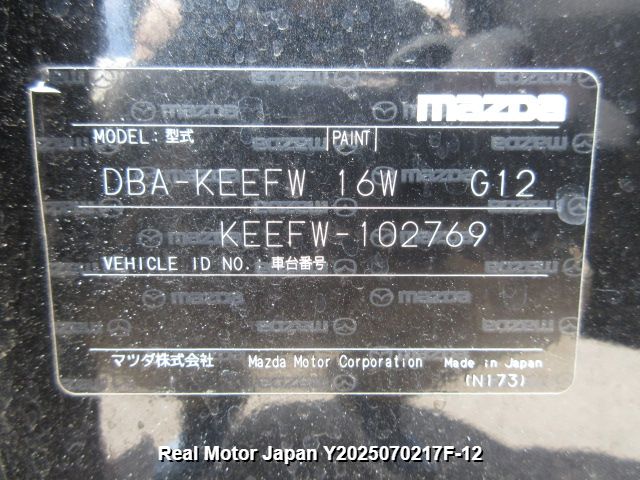 mazda
MODEL: 型式 PAINT
DBA-KEEFW 16W G12
KEEFW-102769
VEHICLE ID NO.: 車台番号
マツダ株式会社 Mazda Motor Corporation Made in Japan
(N173)
Real Motor Japan Y2025070217F-12